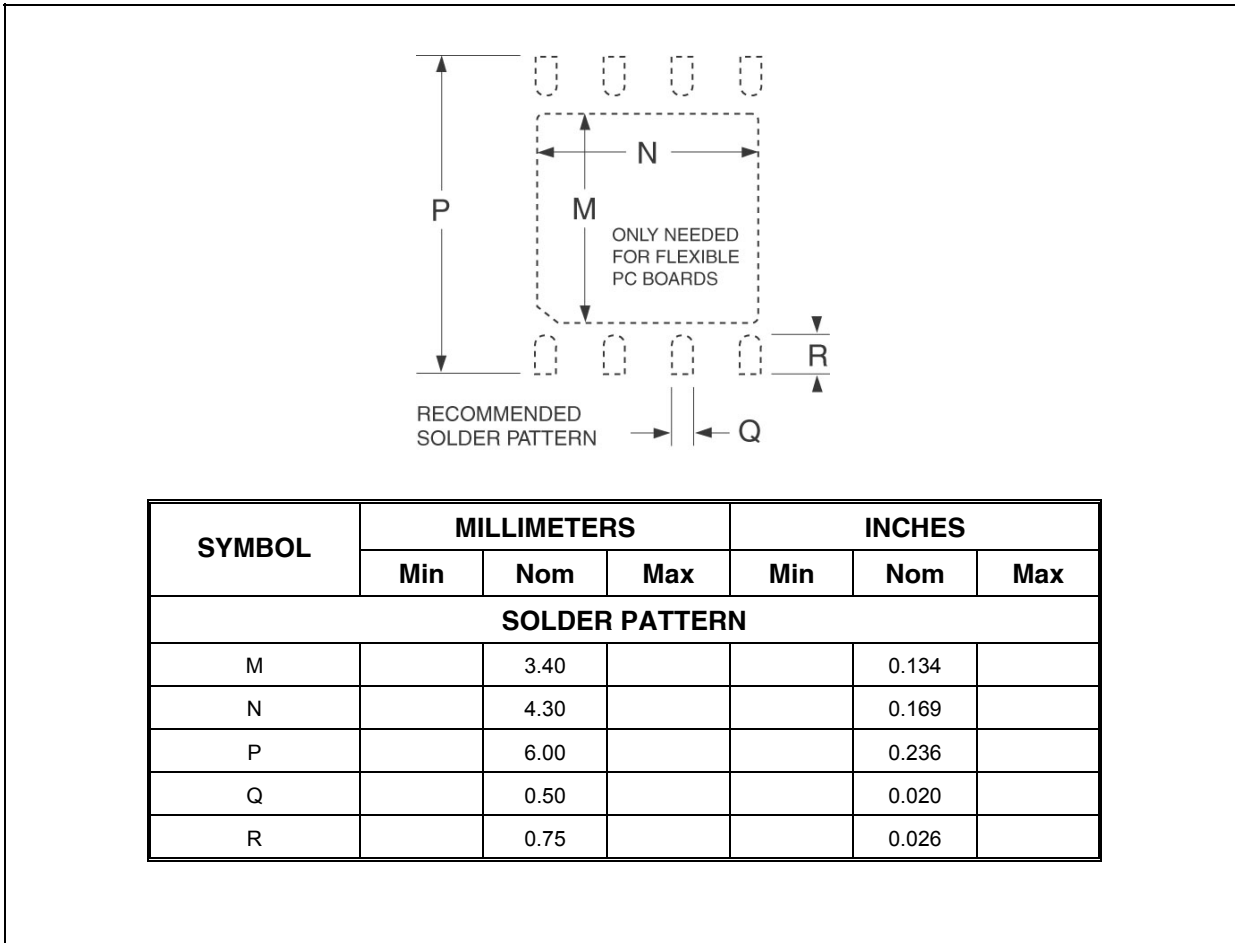 N
P
M
ONLY NEEDED
FOR FLEXIBLE
PC BOARDS
R
RECOMMENDED
SOLDER PATTERN
Q
SYMBOL MILLIMETERS INCHES
Min Nom Max Min Nom Max
SOLDER PATTERN
M 3.40 0.134
N 4.30 0.169
P 6.00 0.236
Q 0.50 0.020
R 0.75 0.026